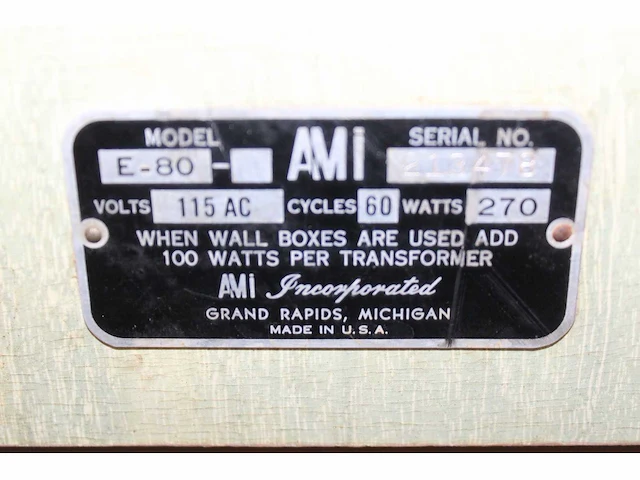 MODEL AMi SERIAL NO.
E-80-
VOLTS 115 AC CYCLES 60 WATTS 270
WHEN WALL BOXES ARE USED ADD
100 WATTS PER TRANSFORMER
AMi Incorporated
GRAND RAPIDS, MICHIGAN
MADE IN U.S.A.